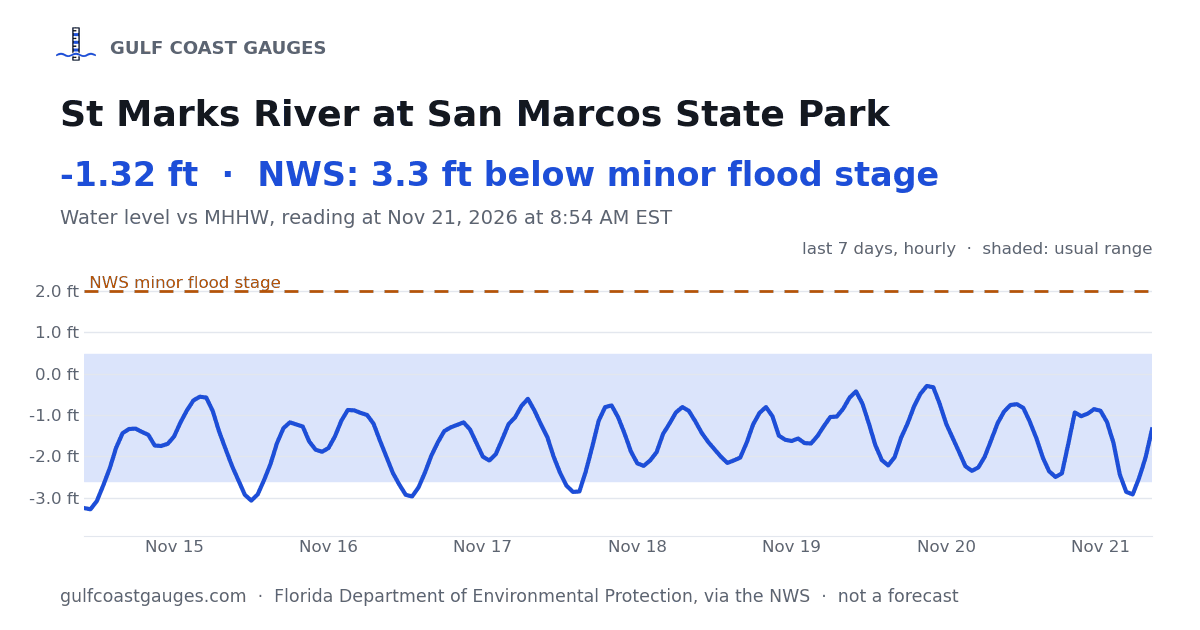 GULF COAST GAUGES
St Marks River at San Marcos State Park
-1.32 ft · NWS: 3.3 ft below minor flood stage
Water level vs MHHW, reading at Nov 21, 2026 at 8:54 AM EST
last 7 days, hourly · shaded: usual range
NWS minor flood stage
2.0 ft
1.0 ft
0.0 ft
-1.0 ft
-2.0 ft
-3.0 ft
Nov 15 Nov 16 Nov 17 Nov 18 Nov 19 Nov 20 Nov 21
gulfcoastgauges.com · Florida Department of Environmental Protection, via the NWS · not a forecast